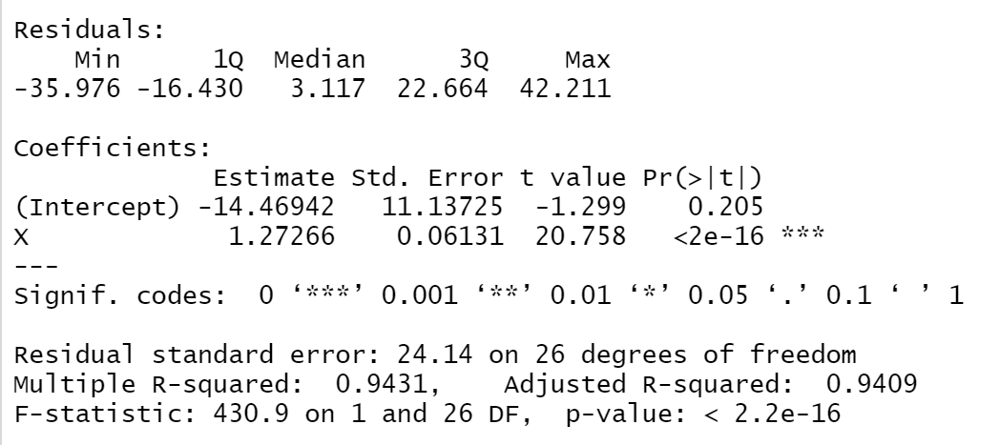 Residuals:
    Min      1Q  Median      3Q     Max
-35.976 -16.430   3.117  22.664  42.211

Coefficients:
             Estimate Std. Error t value Pr(>|t|)
(Intercept) -14.46942   11.13725  -1.299    0.205
X             1.27266    0.06131  20.758   <2e-16 ***
---
Signif. codes:  0 ‘***’ 0.001 ‘**’ 0.01 ‘*’ 0.05 ‘.’ 0.1 ‘ ’ 1

Residual standard error: 24.14 on 26 degrees of freedom
Multiple R-squared:  0.9431,    Adjusted R-squared:  0.9409
F-statistic: 430.9 on 1 and 26 DF,  p-value: < 2.2e-16